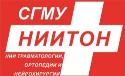 СГМУ
НИИТОН
НИИ ТРАВМАТОЛОГИИ,
ОРТОПЕДИИ И
НЕЙРОХИРУРГИИ